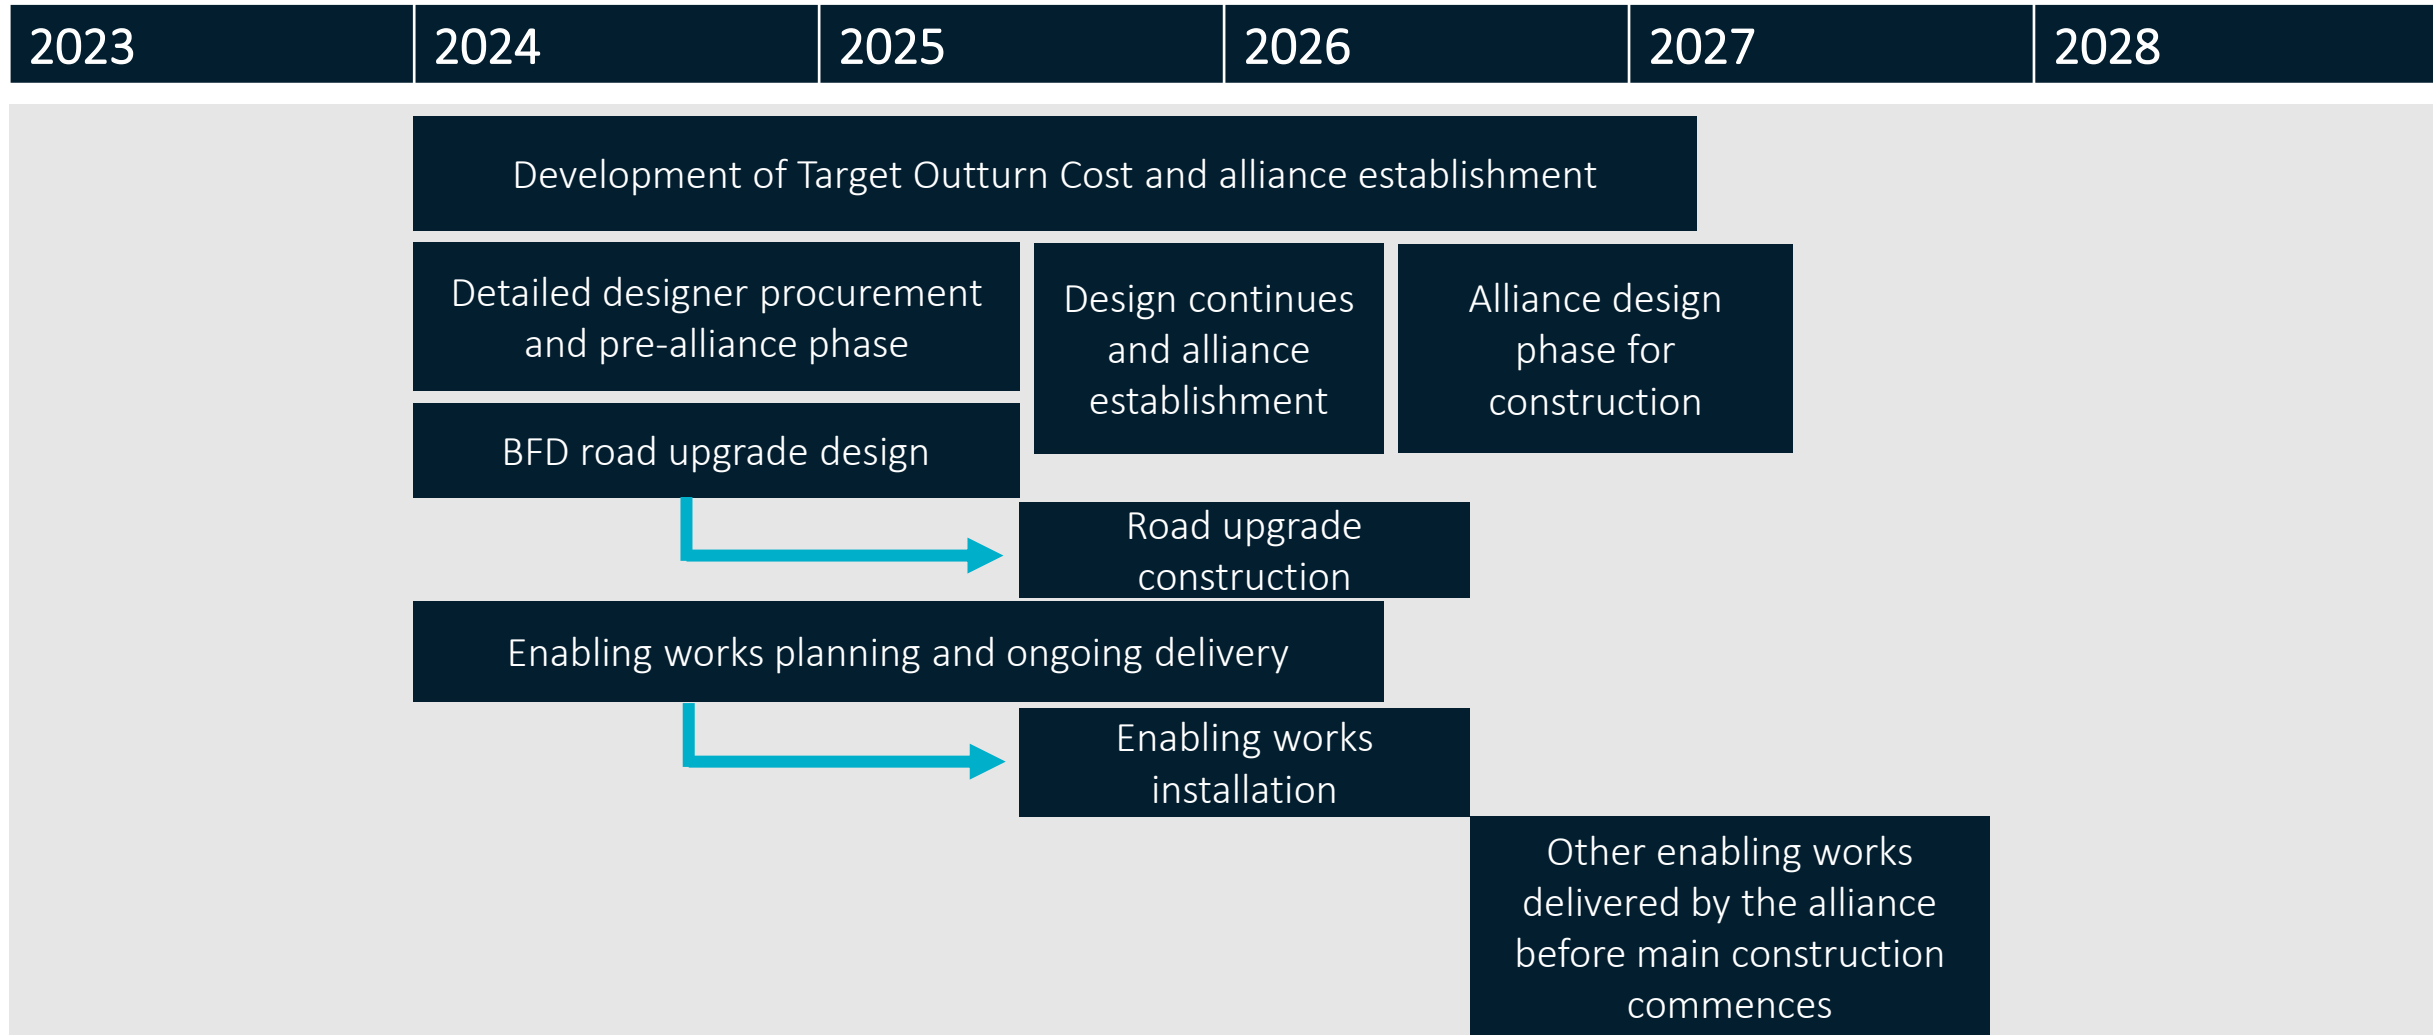 2023
2024
2025
2026
2027
2028
Development of Target Outturn Cost and alliance establishment
Detailed designer procurement
and pre-alliance phase
Design continues
and alliance
establishment
Alliance design
phase for
construction
BFD road upgrade design
Road upgrade
construction
Enabling works planning and ongoing delivery
Enabling works
installation
Other enabling works
delivered by the alliance
before main construction
commences